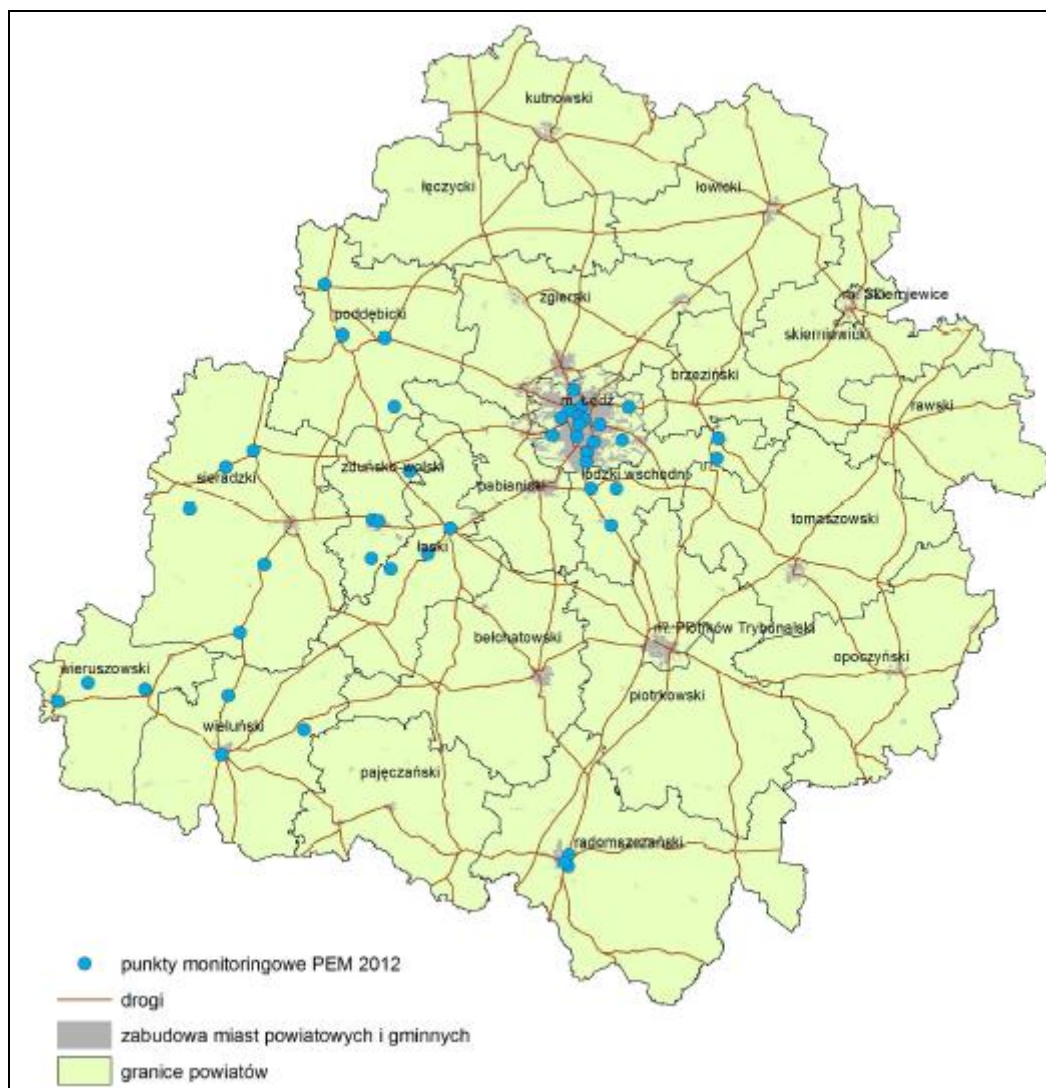 kutnowski
łęczycki
łowicki
zgierski
m. Skierniewice
poddębicki
skierniewicki
brzeziński
m. Łódź
rawski
zduńsko-wolski
sieradzki
pabianicki
łódzki wschodni
tomaszowski
łaski
bełchatowski
m. Piotrków Trybunalski
opoczyński
wieruszowski
piotrkowski
wieluński
pajęczański
radomszczański
punkty monitoringowe PEM 2012
drogi
zabudowa miast powiatowych i gminnych
granice powiatów